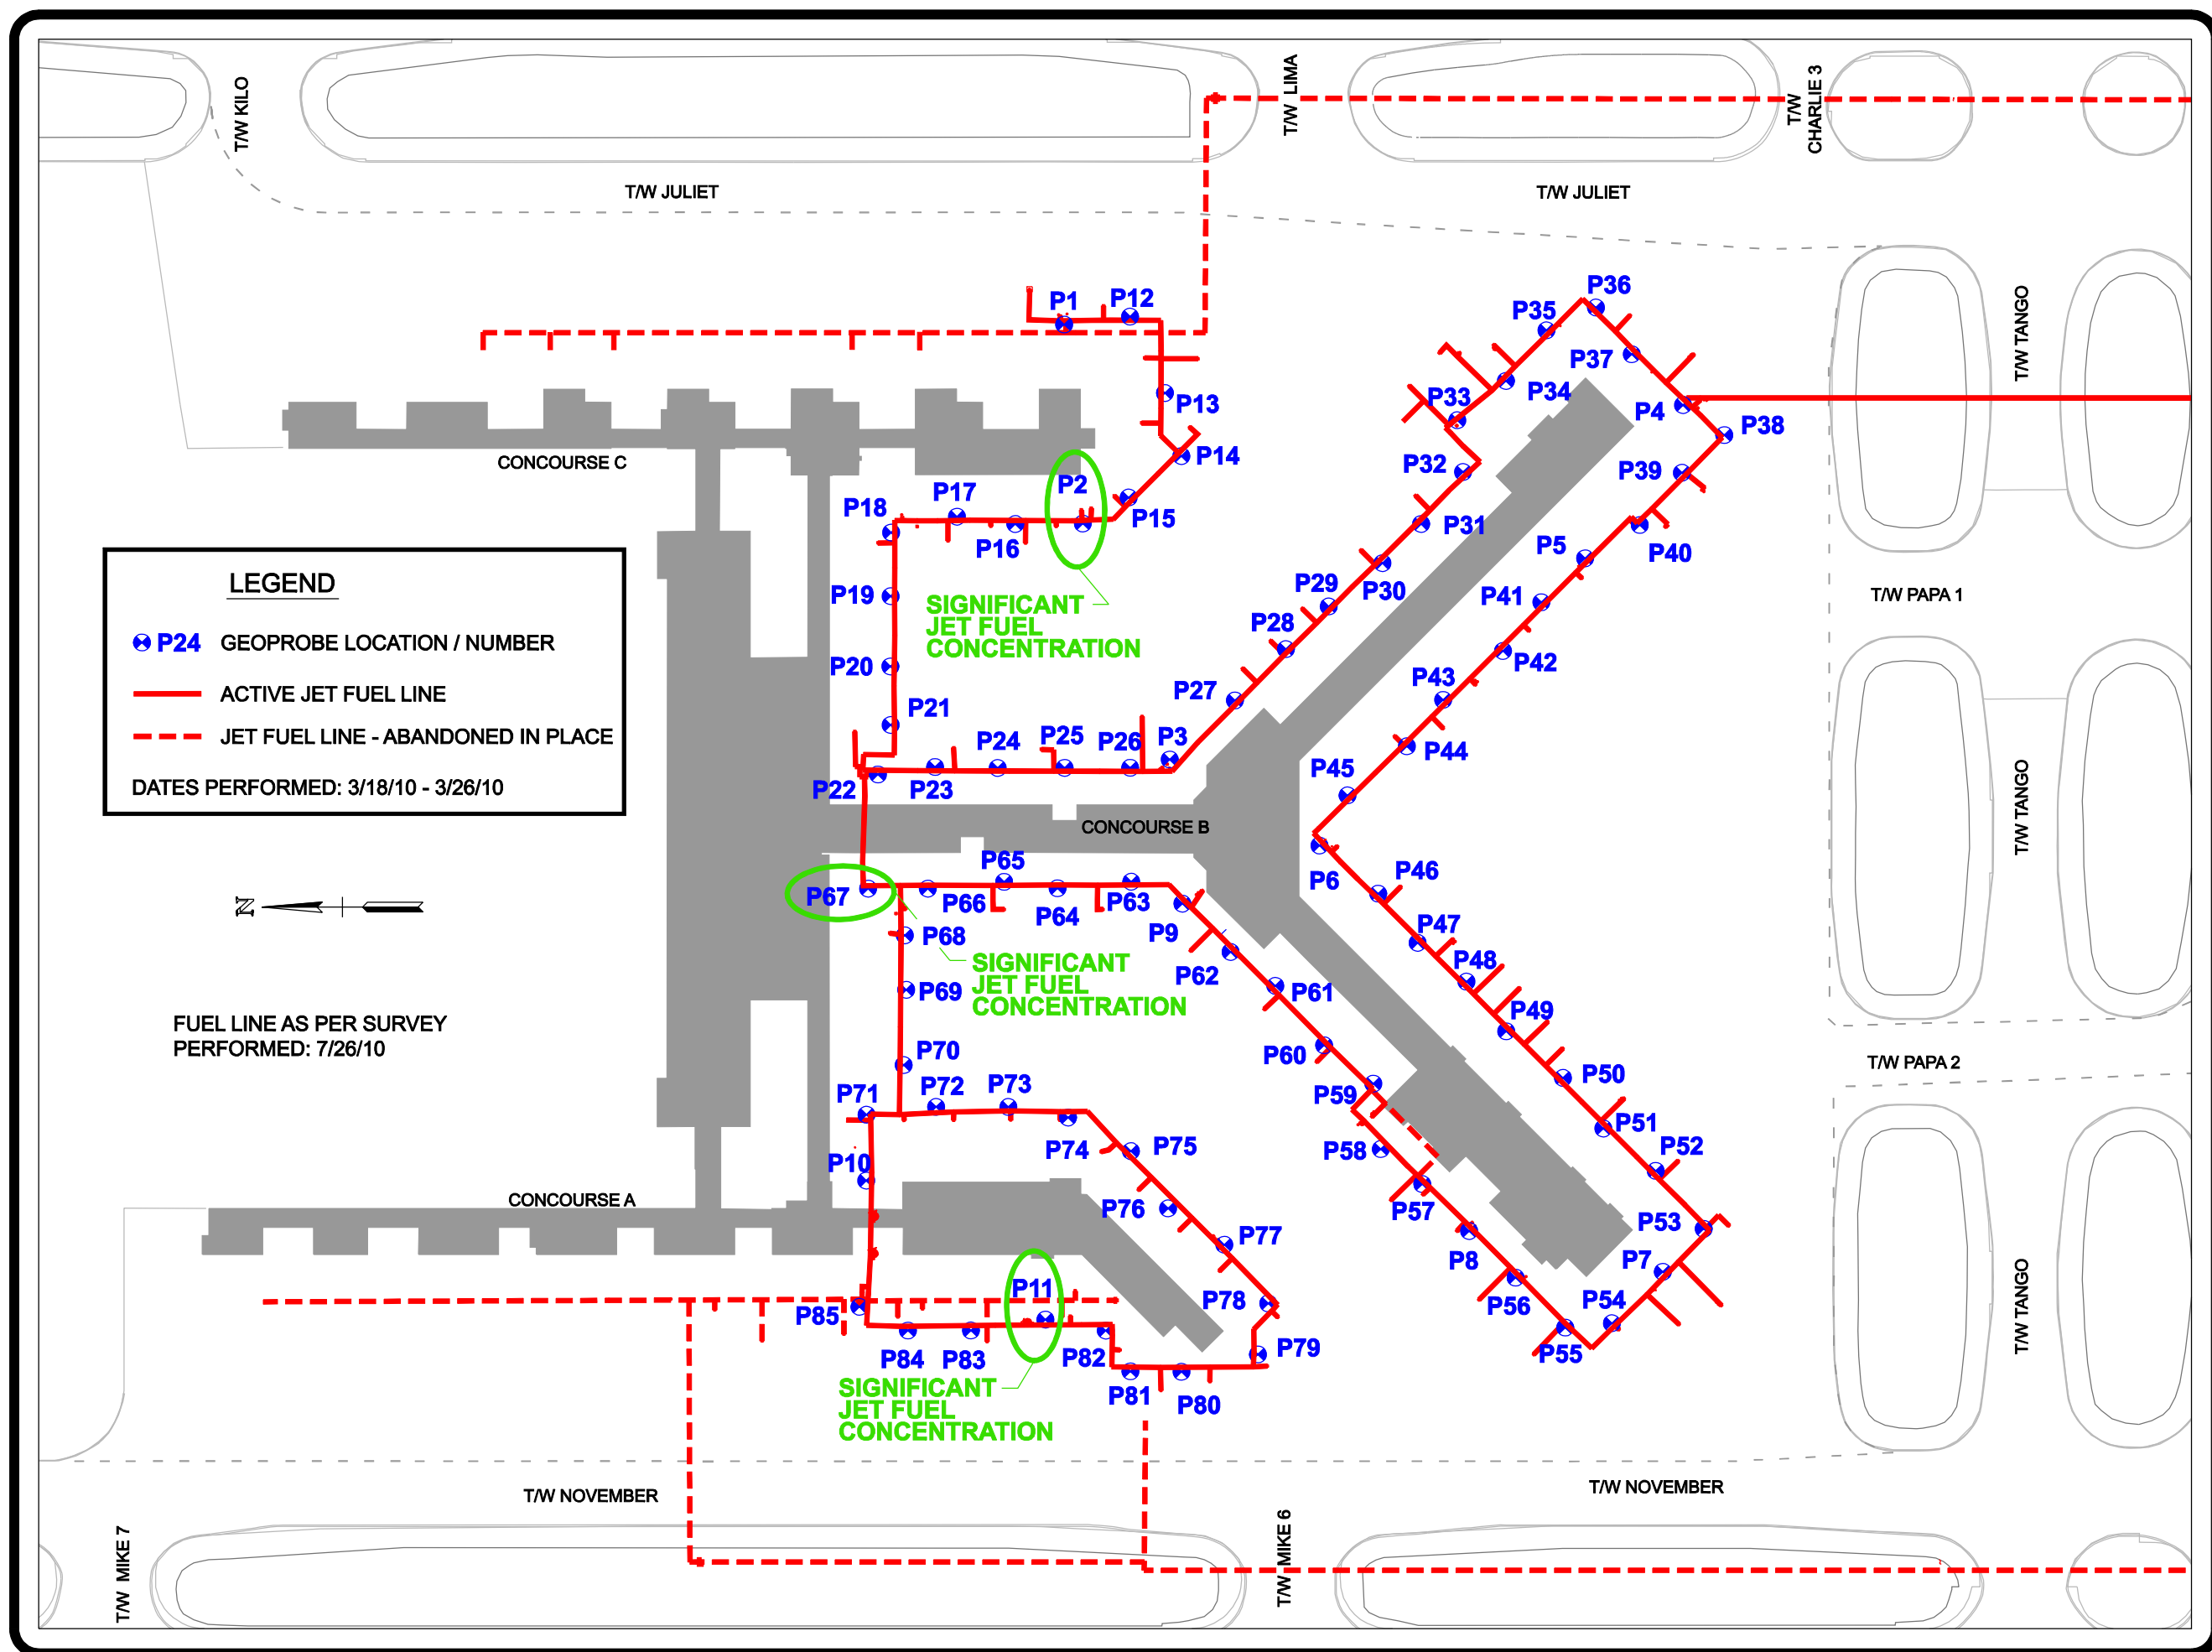 T/W KILO
T/W LIMA
T/W
CHARLIE 3
T/W JULIET
T/W JULIET
P36
P1
P12
P35
T/W TANGO
P37
P34
P33
P13
P4
P38
CONCOURSE C
P14
P32
P39
P2
P17
P18
P15
P31
P16
P40
P5
P30
LEGEND
P24 GEOPROBE LOCATION / NUMBER
ACTIVE JET FUEL LINE
JET FUEL LINE - ABANDONED IN PLACE
DATES PERFORMED: 3/18/10 - 3/26/10
P19
SIGNIFICANT
JET FUEL
CONCENTRATION
P29
P41
T/W PAPA 1
P28
P20
P42
P27
P43
P21
P24
P25
P26
P3
P44
P22
P23
P45
T/W TANGO
CONCOURSE B
P6
P65
P67
P66
P64
P63
P46
N
P9
P68
P47
P62
P48
SIGNIFICANT
JET FUEL
CONCENTRATION
P69
P61
P49
FUEL LINE AS PER SURVEY
PERFORMED: 7/26/10
P70
P60
T/W PAPA 2
P50
P71
P72
P73
P59
P51
P74
P75
P58
P52
P10
CONCOURSE A
P76
P57
P53
P77
P8
P7
P11
P78
P56
P54
T/W TANGO
P85
P84
P83
P82
P79
P55
SIGNIFICANT
JET FUEL
CONCENTRATION
P81
P80
T/W NOVEMBER
T/W NOVEMBER
T/W MIKE 7
T/W MIKE 6